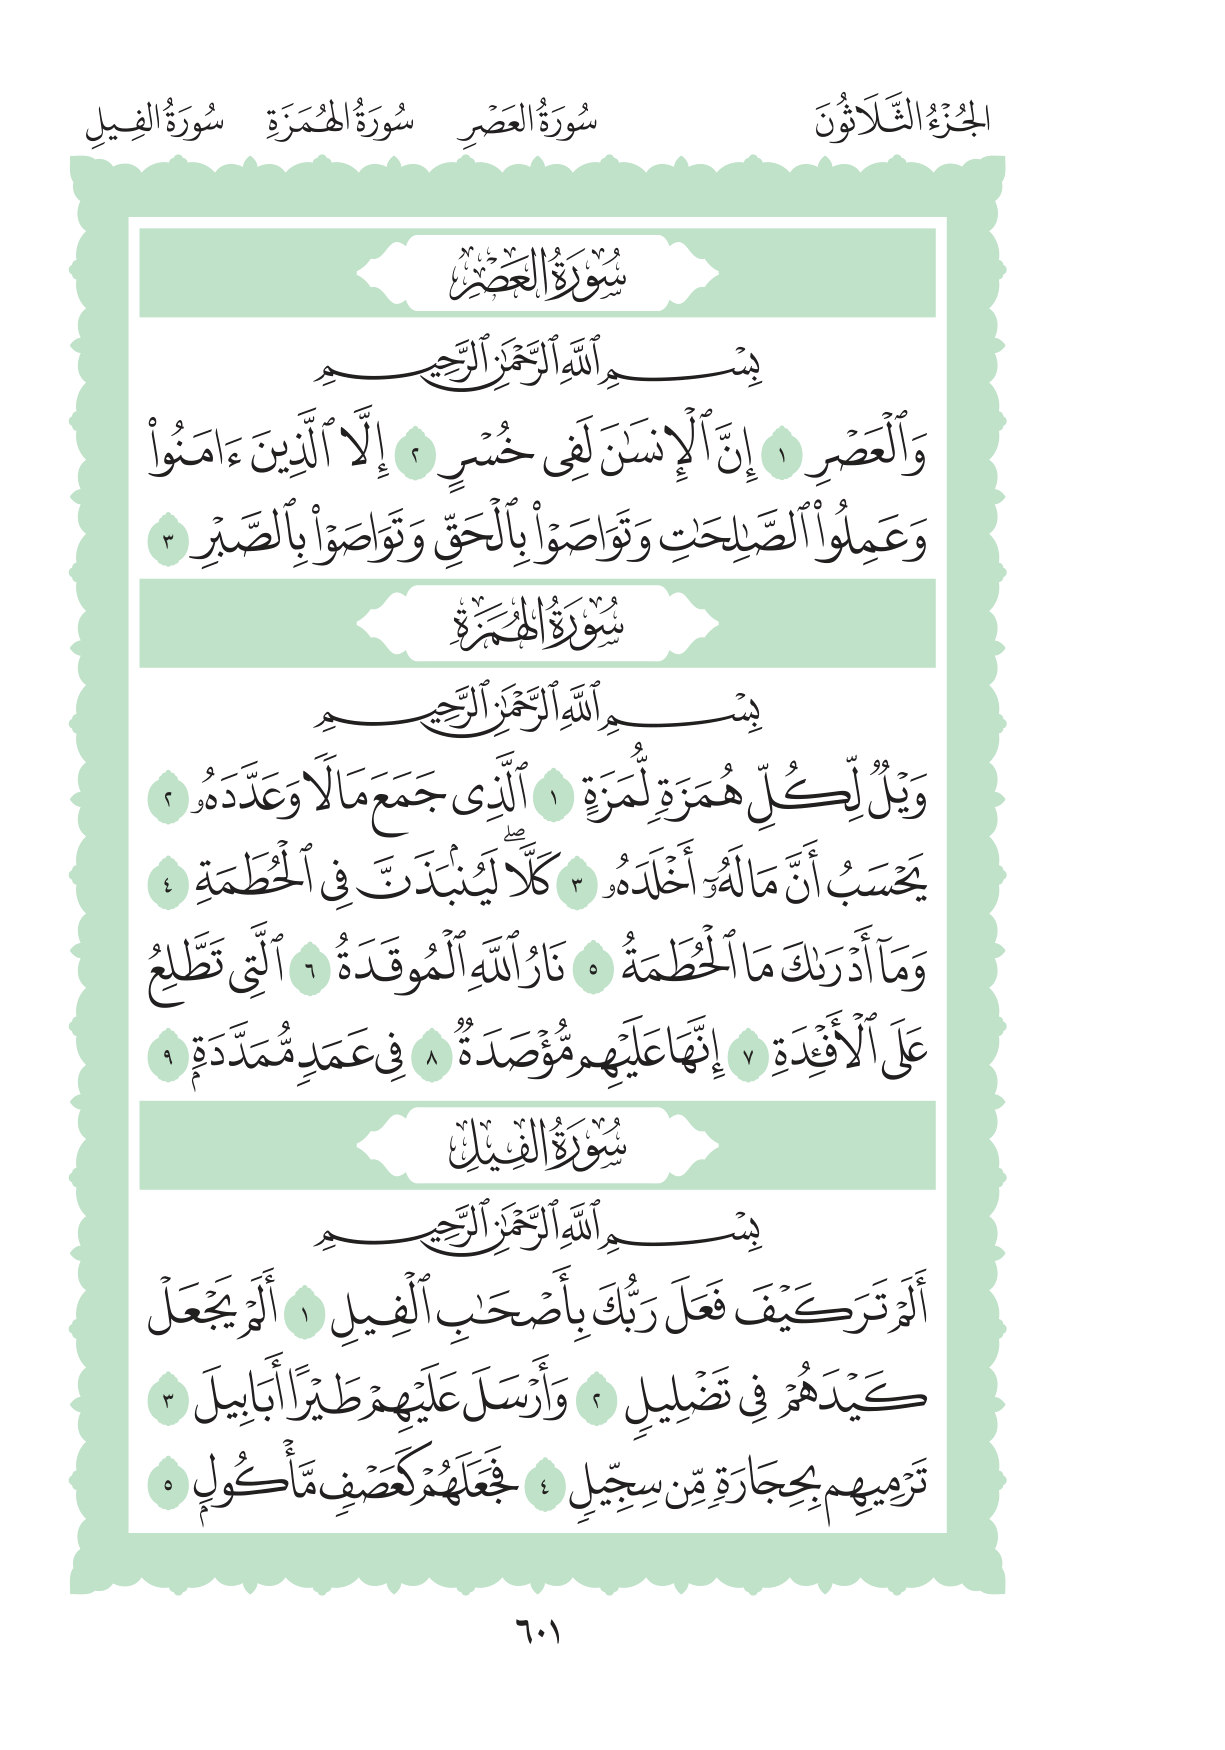 الجُزْءُ الثَّلَاثُونَ سُورَةُ العَصْرِ سُورَةُ الهُمَزَةِ سُورَةُ الفِيلِ
سُورَةُ العَصْرِ
بِسْمِ ٱللَّهِ ٱلرَّحْمَٰنِ ٱلرَّحِيمِ
وَٱلْعَصْرِ ١ إِنَّ ٱلْإِنسَٰنَ لَفِى خُسْرٍ ٢ إِلَّا ٱلَّذِينَ ءَامَنُوا۟
وَعَمِلُوا۟ ٱلصَّٰلِحَٰتِ وَتَوَاصَوْا۟ بِٱلْحَقِّ وَتَوَاصَوْا۟ بِٱلصَّبْرِ ٣
سُورَةُ الهُمَزَةِ
بِسْمِ ٱللَّهِ ٱلرَّحْمَٰنِ ٱلرَّحِيمِ
وَيْلٌ لِّكُلِّ هُمَزَةٍ لُّمَزَةٍ ١ ٱلَّذِى جَمَعَ مَالًا وَعَدَّدَهُۥ ٢
يَحْسَبُ أَنَّ مَالَهُۥٓ أَخْلَدَهُۥ ٣ كَلَّا ۖ لَيُنۢبَذَنَّ فِى ٱلْحُطَمَةِ ٤
وَمَآ أَدْرَىٰكَ مَا ٱلْحُطَمَةُ ٥ نَارُ ٱللَّهِ ٱلْمُوقَدَةُ ٦ ٱلَّتِى تَطَّلِعُ
عَلَى ٱلْأَفْـِٔدَةِ ٧ إِنَّهَا عَلَيْهِم مُّؤْصَدَةٌ ٨ فِى عَمَدٍ مُّمَدَّدَةٍۭ ٩
سُورَةُ الفِيلِ
بِسْمِ ٱللَّهِ ٱلرَّحْمَٰنِ ٱلرَّحِيمِ
أَلَمْ تَرَ كَيْفَ فَعَلَ رَبُّكَ بِأَصْحَٰبِ ٱلْفِيلِ ١ أَلَمْ يَجْعَلْ
كَيْدَهُمْ فِى تَضْلِيلٍ ٢ وَأَرْسَلَ عَلَيْهِمْ طَيْرًا أَبَابِيلَ ٣
تَرْمِيهِم بِحِجَارَةٍ مِّن سِجِّيلٍ ٤ فَجَعَلَهُمْ كَعَصْفٍ مَّأْكُولٍۭ ٥
٦٠١